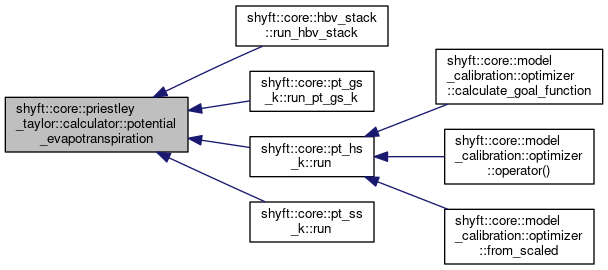 shyft::core::priestley
_taylor::calculator::potential
_evapotranspiration
shyft::core::hbv_stack
::run_hbv_stack
shyft::core::pt_gs
_k::run_pt_gs_k
shyft::core::pt_hs
_k::run
shyft::core::pt_ss
_k::run
shyft::core::model
_calibration::optimizer
::calculate_goal_function
shyft::core::model
_calibration::optimizer
::operator()
shyft::core::model
_calibration::optimizer
::from_scaled